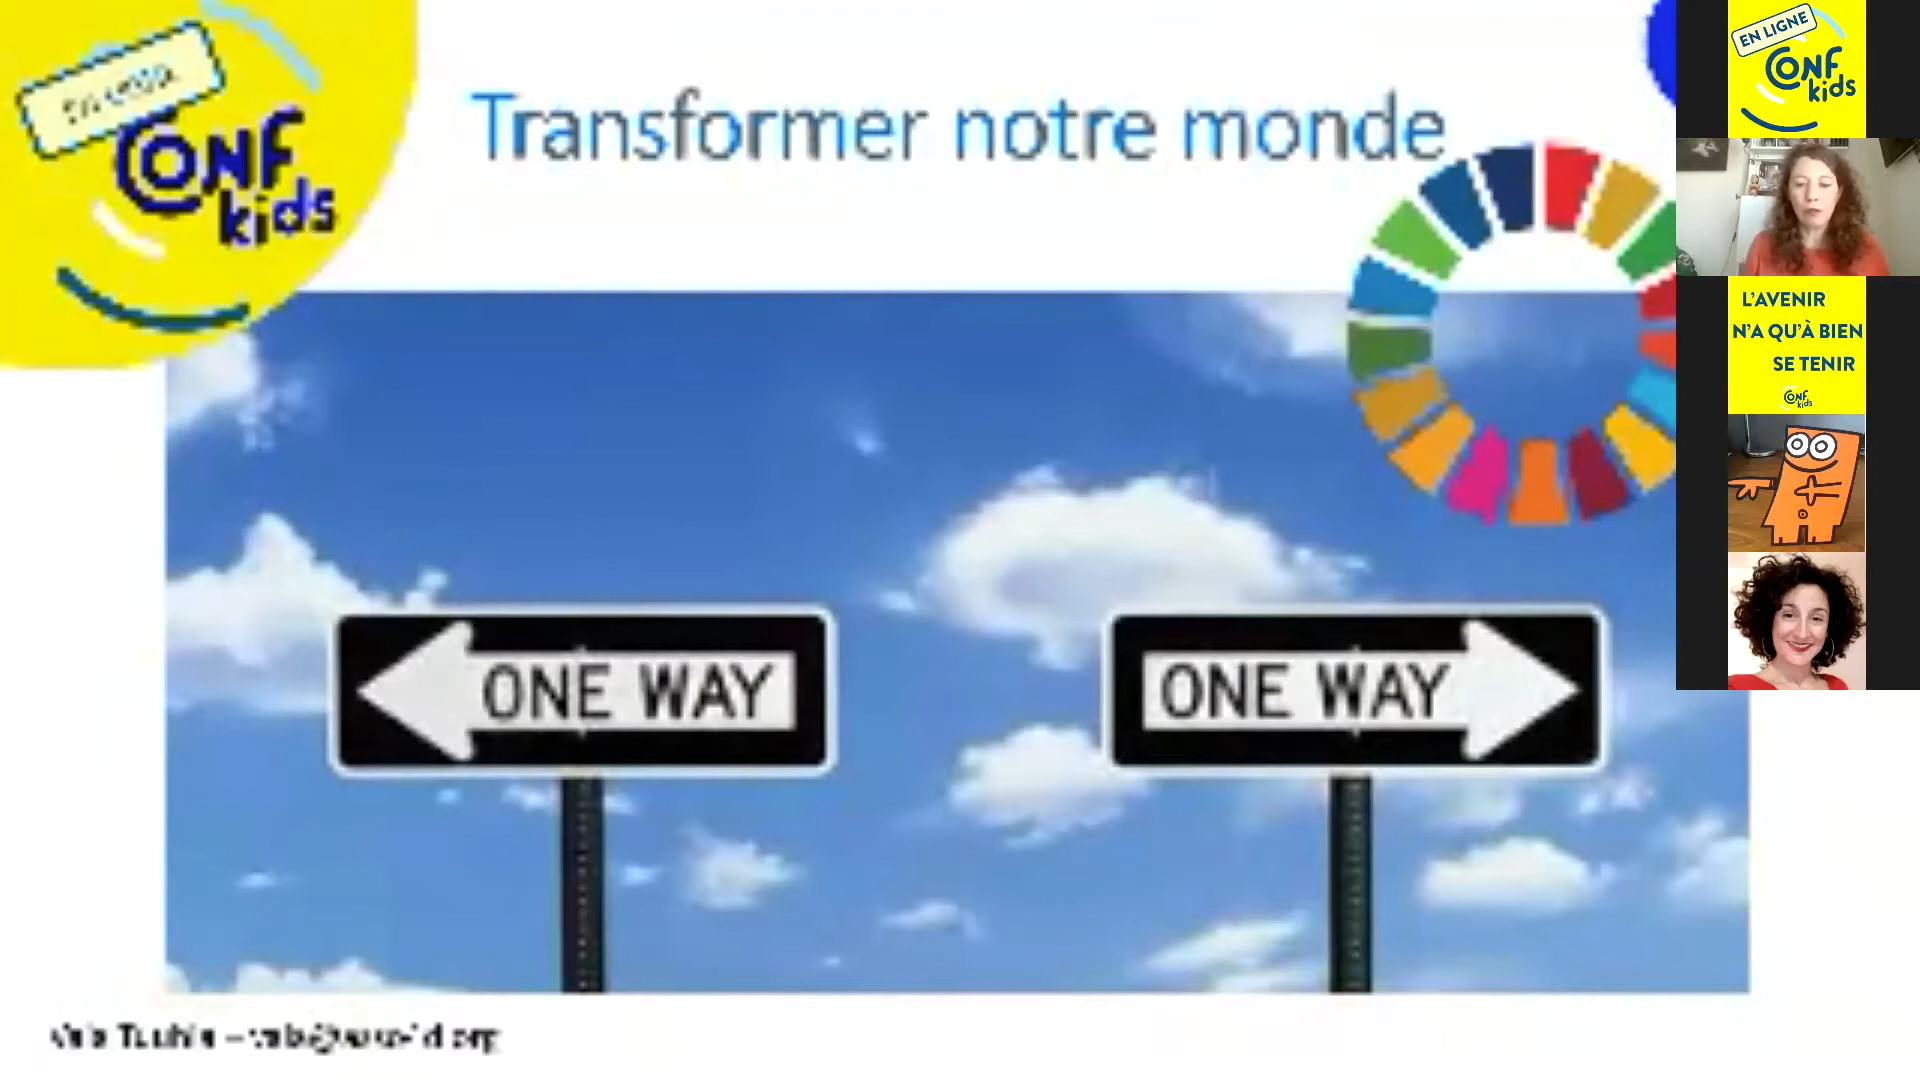 CONF
kids
Transformer notre monde
ONE WAY
ONE WAY
EN LIGNE
CONF
kids
L'AVENIR
N'A QU'À BIEN
SE TENIR
CONF
kids